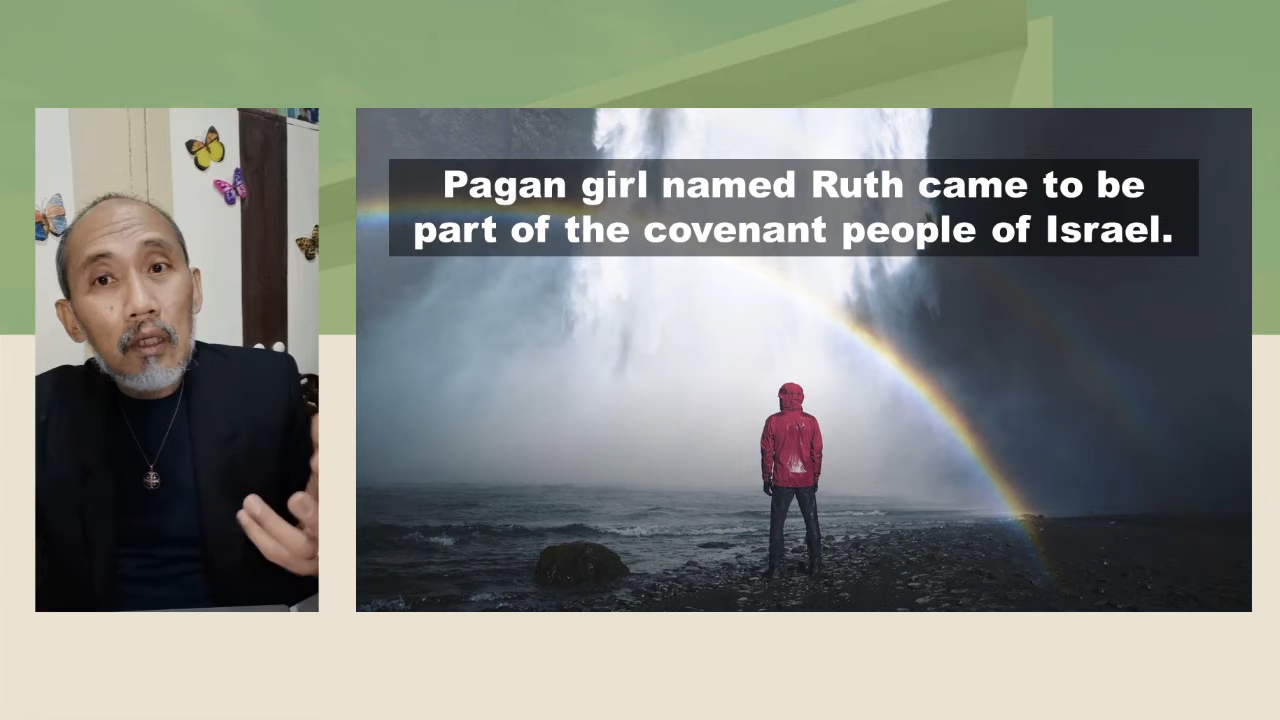 Pagan girl named Ruth came to be
part of the covenant people of Israel.